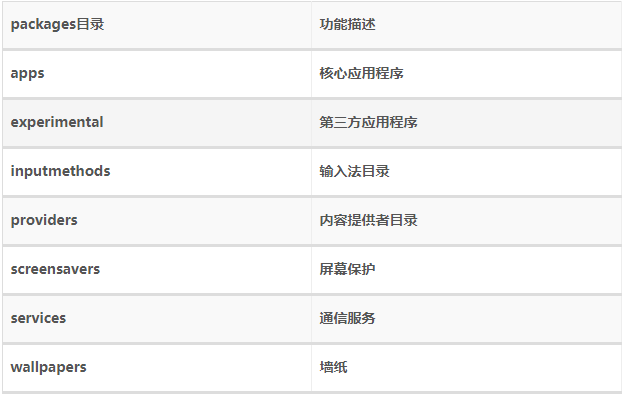 packages目录 功能描述
apps 核心应用程序
experimental 第三方应用程序
inputmethods 输入法目录
providers 内容提供者目录
screensavers 屏幕保护
services 通信服务
wallpapers 墙纸